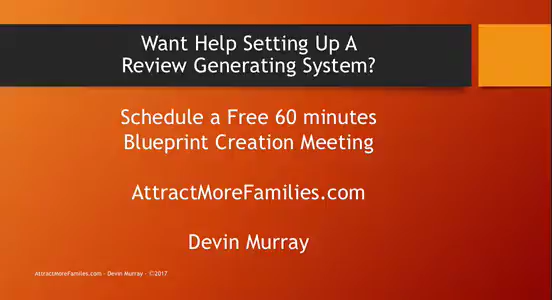 Want Help Setting Up A
Review Generating System?
Schedule a Free 60 minutes
Blueprint Creation Meeting
AttractMoreFamilies.com
Devin Murray
AttractMoreFamilies.com - Devin Murray - ©2017